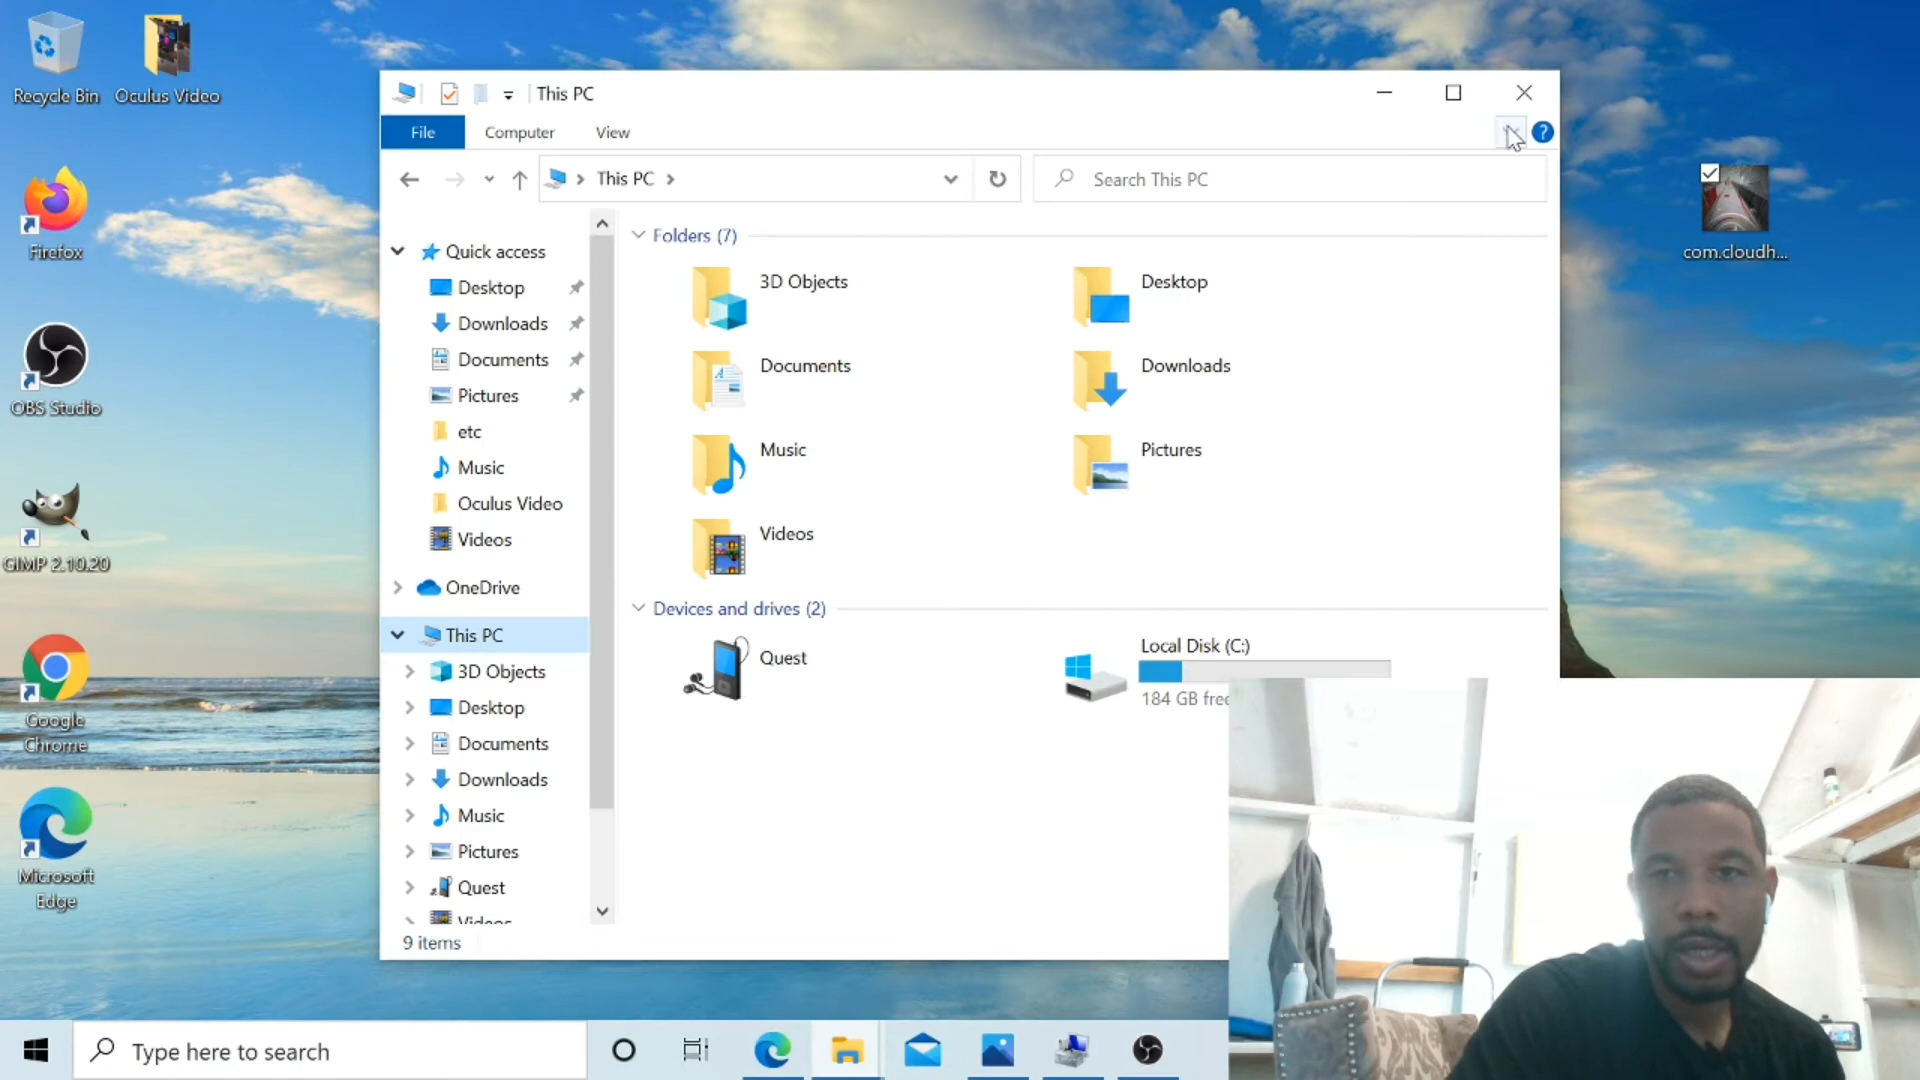 Recycle Bin
Oculus Video
Firefox
OBS Studio
GIMP 2.10.20
Google
Chrome
Microsoft
Edge
This PC
File
Computer
View
?
This PC
Search This PC
Quick access
Desktop
Downloads
Documents
Pictures
etc
Music
Oculus Video
Videos
OneDrive
This PC
3D Objects
Desktop
Documents
Downloads
Music
Pictures
Quest
Videos
9 items
Folders (7)
3D Objects
Desktop
Documents
Downloads
Music
Pictures
Videos
Devices and drives (2)
Quest
Local Disk (C:)
184 GB free
com.cloudh...
Type here to search